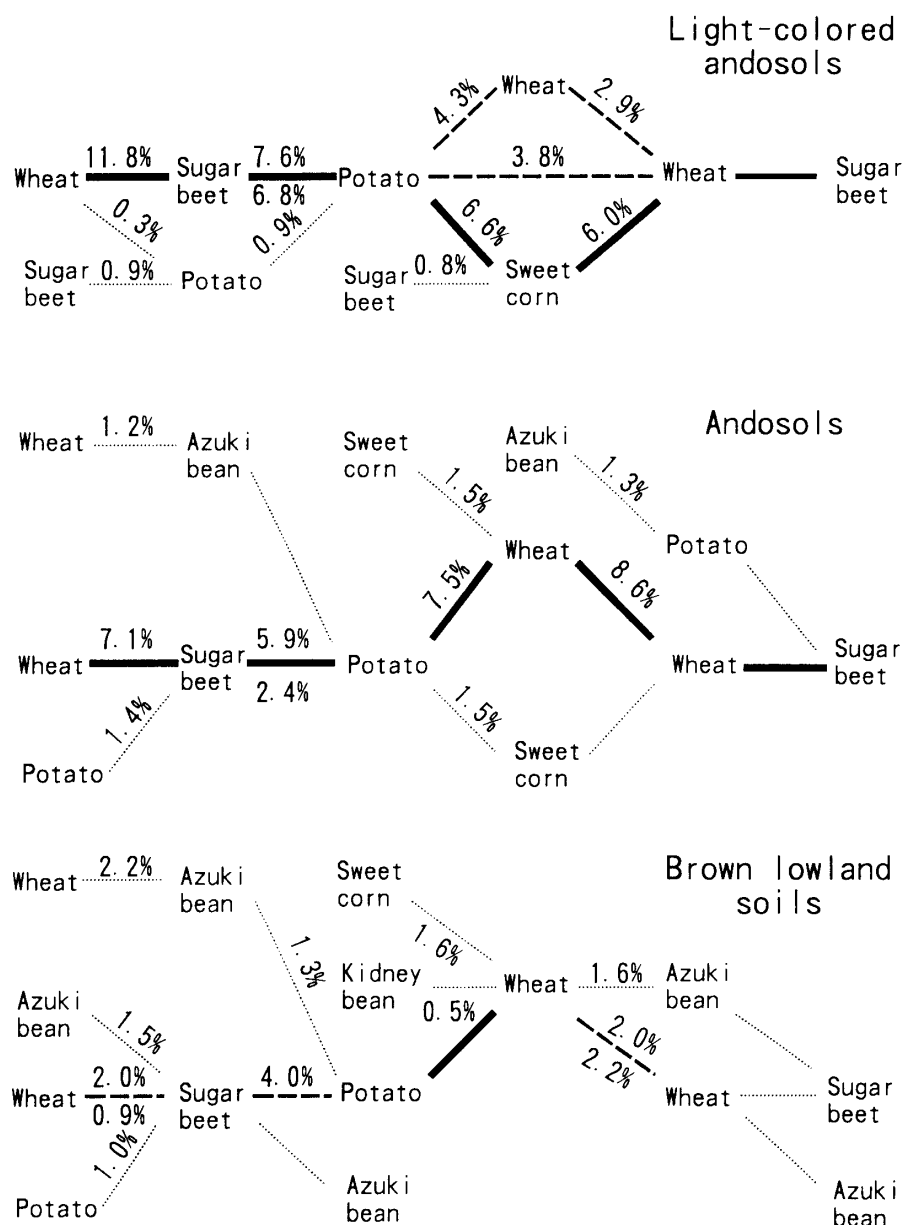 Light-colored
andosols
Wheat
4.3%
2.9%
11.8%
7.6%
3.8%
Wheat
Sugar
beet
6.8%
Potato
Wheat
Sugar
beet
0.3%
0.9%
6.6%
6.0%
Sugar
beet
0.9%
Potato
Sugar
beet
0.8%
Sweet
corn
Andosols
Wheat
1.2%
Azuki
bean
Sweet
corn
Azuki
bean
1.5%
1.3%
Wheat
Potato
7.5%
8.6%
7.1%
5.9%
Wheat
Sugar
beet
2.4%
Potato
Wheat
Sugar
beet
1.4%
1.5%
Potato
Sweet
corn
Brown lowland
soils
Wheat
2.2%
Azuki
bean
Sweet
corn
1.3%
1.6%
Kidney
bean
0.5%
Wheat
1.6%
Azuki
bean
Azuki
bean
1.5%
2.0%
2.2%
Wheat
2.0%
0.9%
Sugar
beet
4.0%
Potato
Wheat
Sugar
beet
1.0%
Potato
Azuki
bean
Azuki
bean